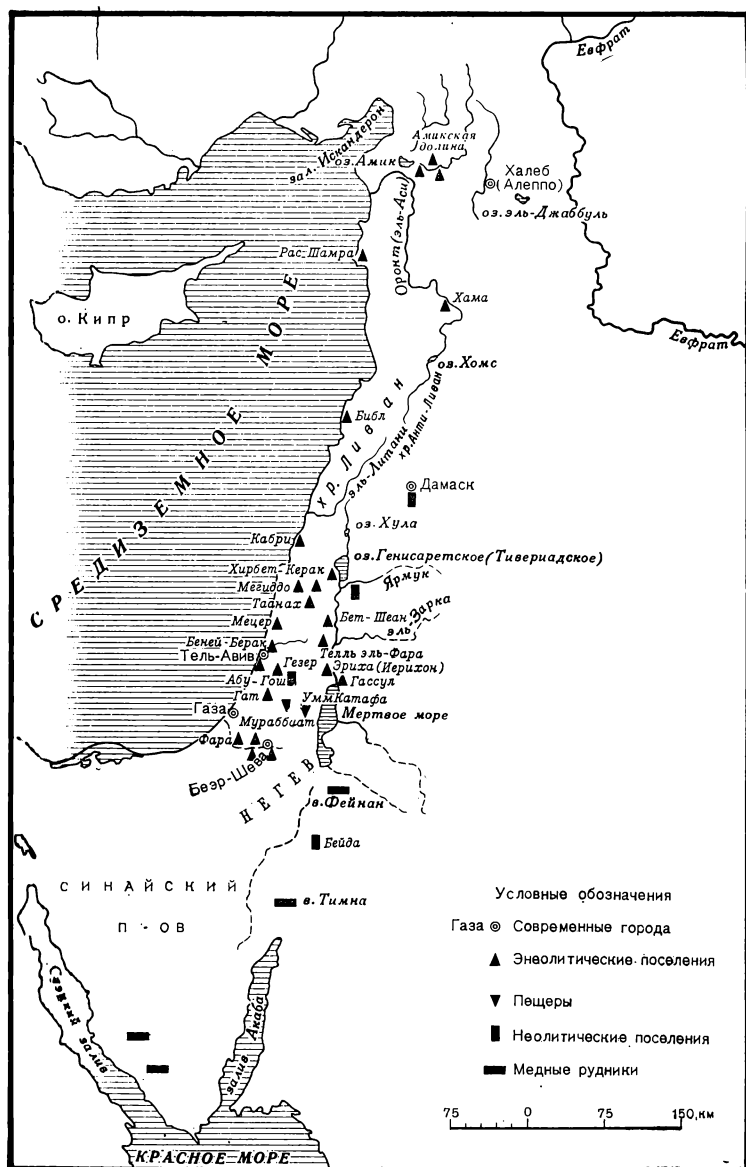 Евфрат
Амикская
долина
зал. Искандерон
оз. Амик
Халеб
(Алеппо)
оз. эль-Джаббуль
Оронт (эль-Аси)
Рас-Шамра
Хама
о. Кипр
Евфрат
СРЕДИЗЕМНОЕ МОРЕ
оз. Хомс
Библ
хр. Ливан
эль-Литани
хр. Анти-Ливан
Дамаск
оз. Хула
Кабри
оз. Генисаретское (Тивериадское)
Хирбет-Керак
Ярмук
Мегиддо
Таанах
эль Зарка
Мецер
Бет-Шеан
Беней-Берак
Тель-Авив
Телль эль-Фара
Гезер
Эриха (Иерихон)
Абу-Гош
Гассул
Гат
Умм Катафа
Газа
Мертвое море
Мураббиат
Фара
Беэр-Шева
НЕГЕВ
в. Фейнан
Бейда
СИНАЙСКИЙ
П-ОВ
в. Тимна
Суэцкий залив
залив Акаба
КРАСНОЕ МОРЕ
Условные обозначения
Газа Современные города
Энеолитические поселения
Пещеры
Неолитические поселения
Медные рудники
75 0 75 150, км